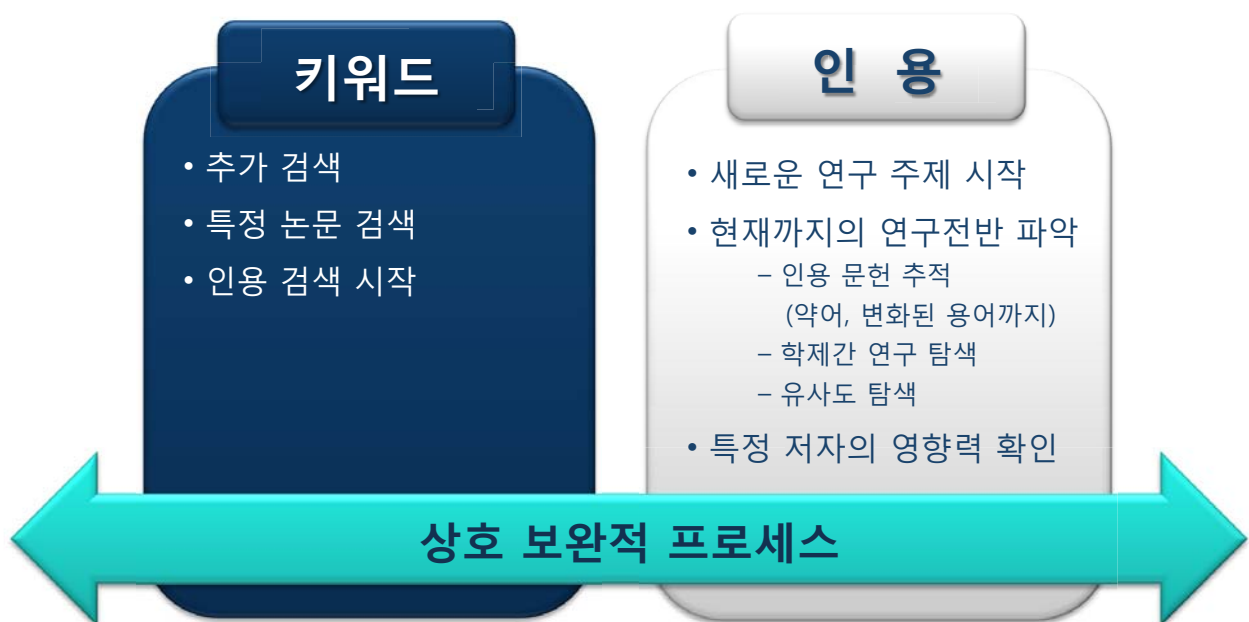 키워드
• 추가 검색
• 특정 논문 검색
• 인용 검색 시작
인 용
• 새로운 연구 주제 시작
• 현재까지의 연구전반 파악
– 인용 문헌 추적
(약어, 변화된 용어까지)
– 학제간 연구 탐색
– 유사도 탐색
• 특정 저자의 영향력 확인
상호 보완적 프로세스